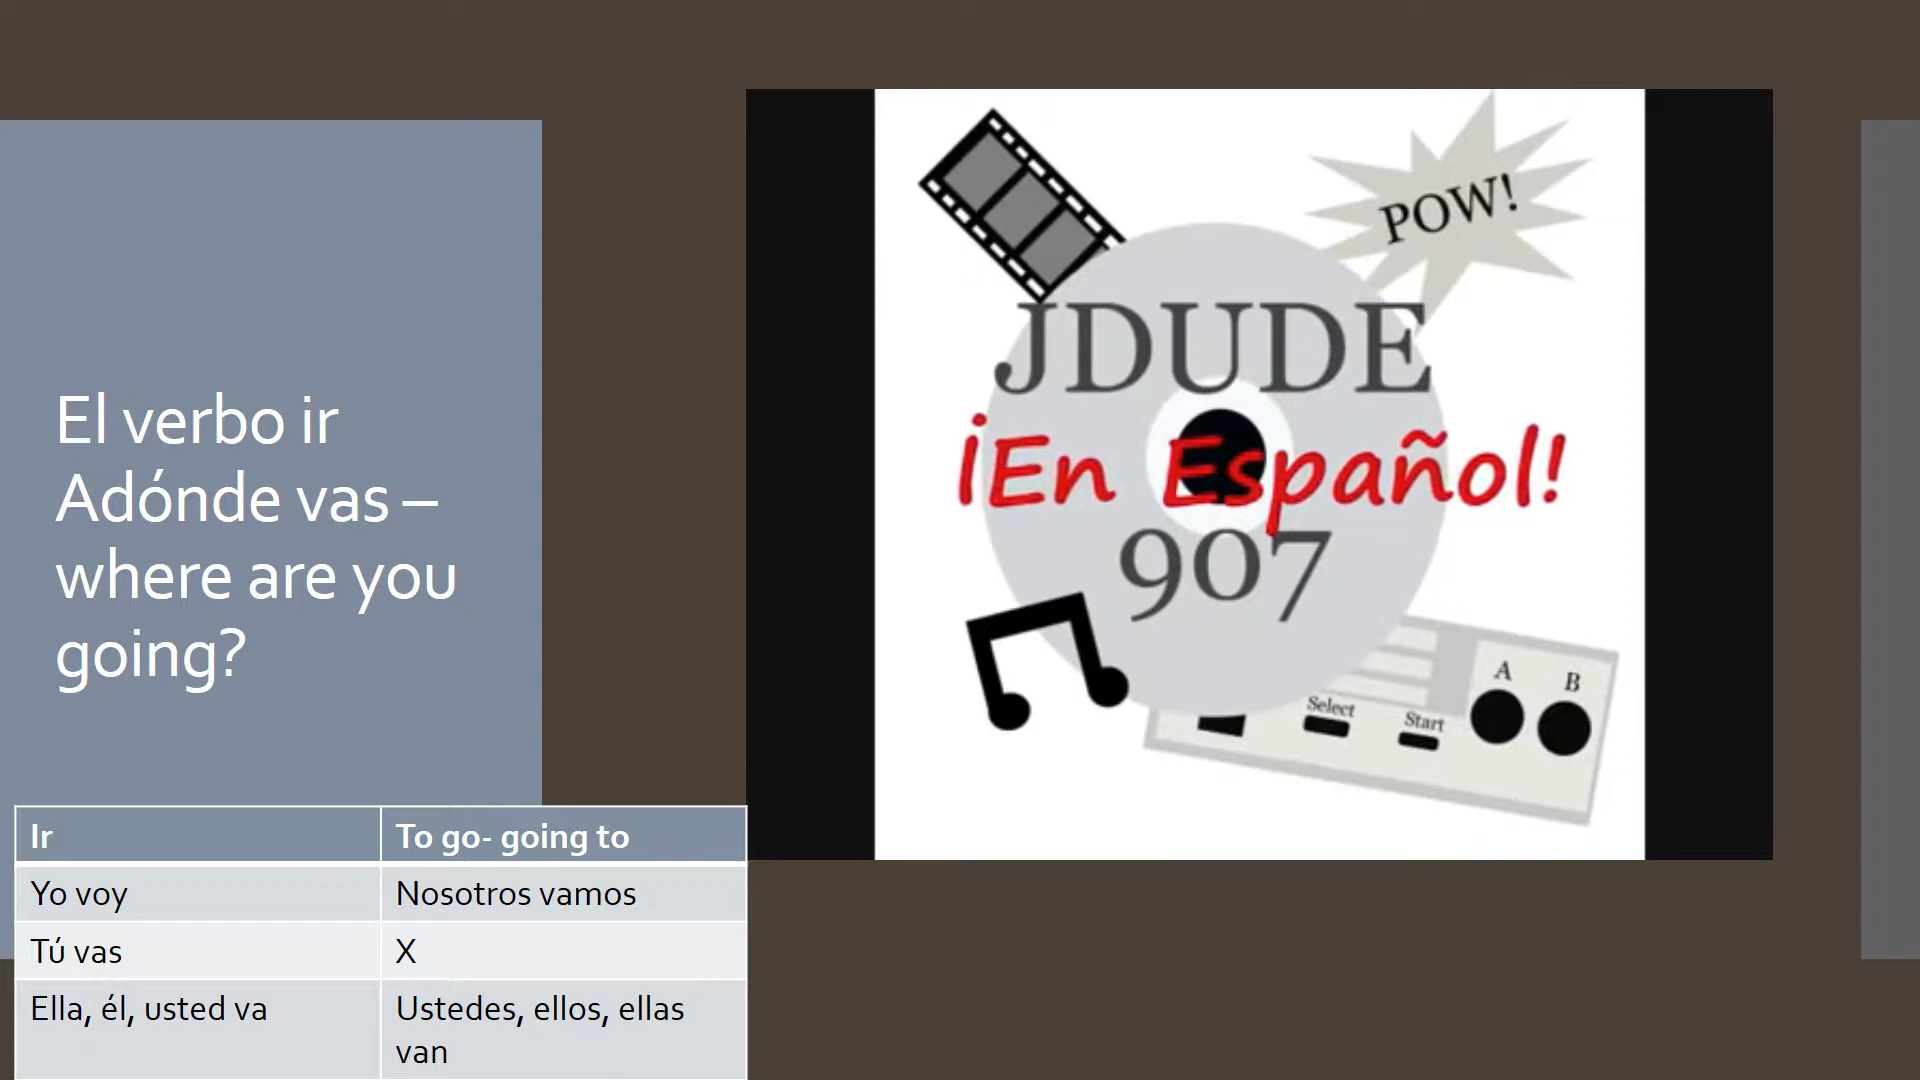 El verbo ir
Adónde vas –
where are you
going?
Ir
To go- going to
Yo voy
Nosotros vamos
Tú vas
X
Ella, él, usted va
Ustedes, ellos, ellas
van
POW!
JDUDE
¡En Español!
907
Select
Start
A
B